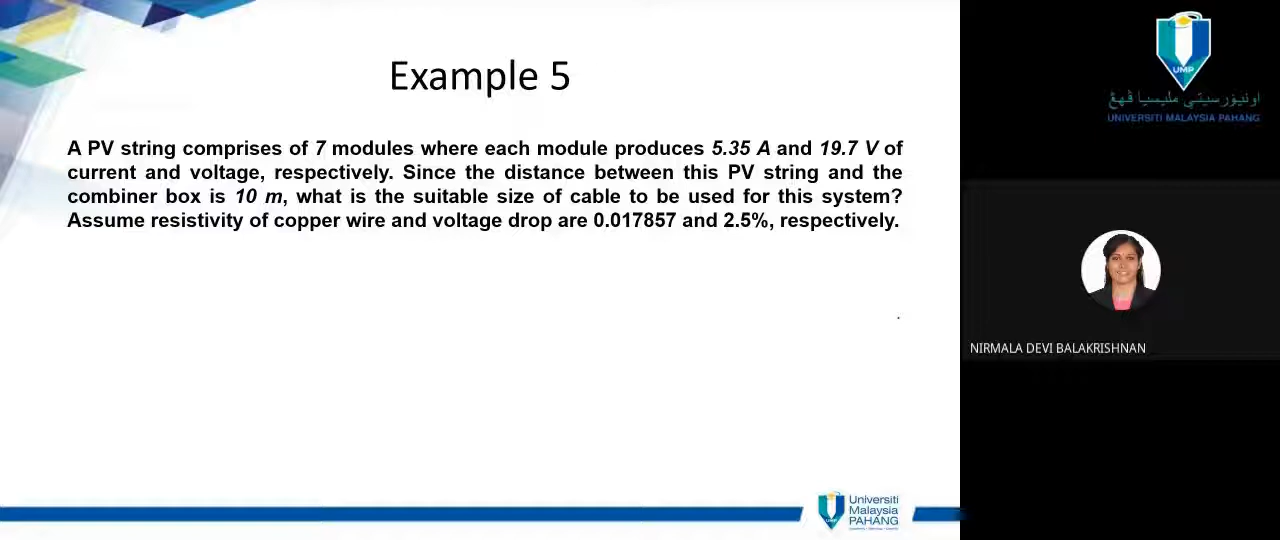 Example 5
A PV string comprises of 7 modules where each module produces 5.35 A and 19.7 V of
current and voltage, respectively. Since the distance between this PV string and the
combiner box is 10 m, what is the suitable size of cable to be used for this system?
Assume resistivity of copper wire and voltage drop are 0.017857 and 2.5%, respectively.
.
UMP
Universiti
Malaysia
PAHANG
UMP
اونيۏرسيتي مليسيا ڤهڠ
UNIVERSITI MALAYSIA PAHANG
NIRMALA DEVI BALAKRISHNAN